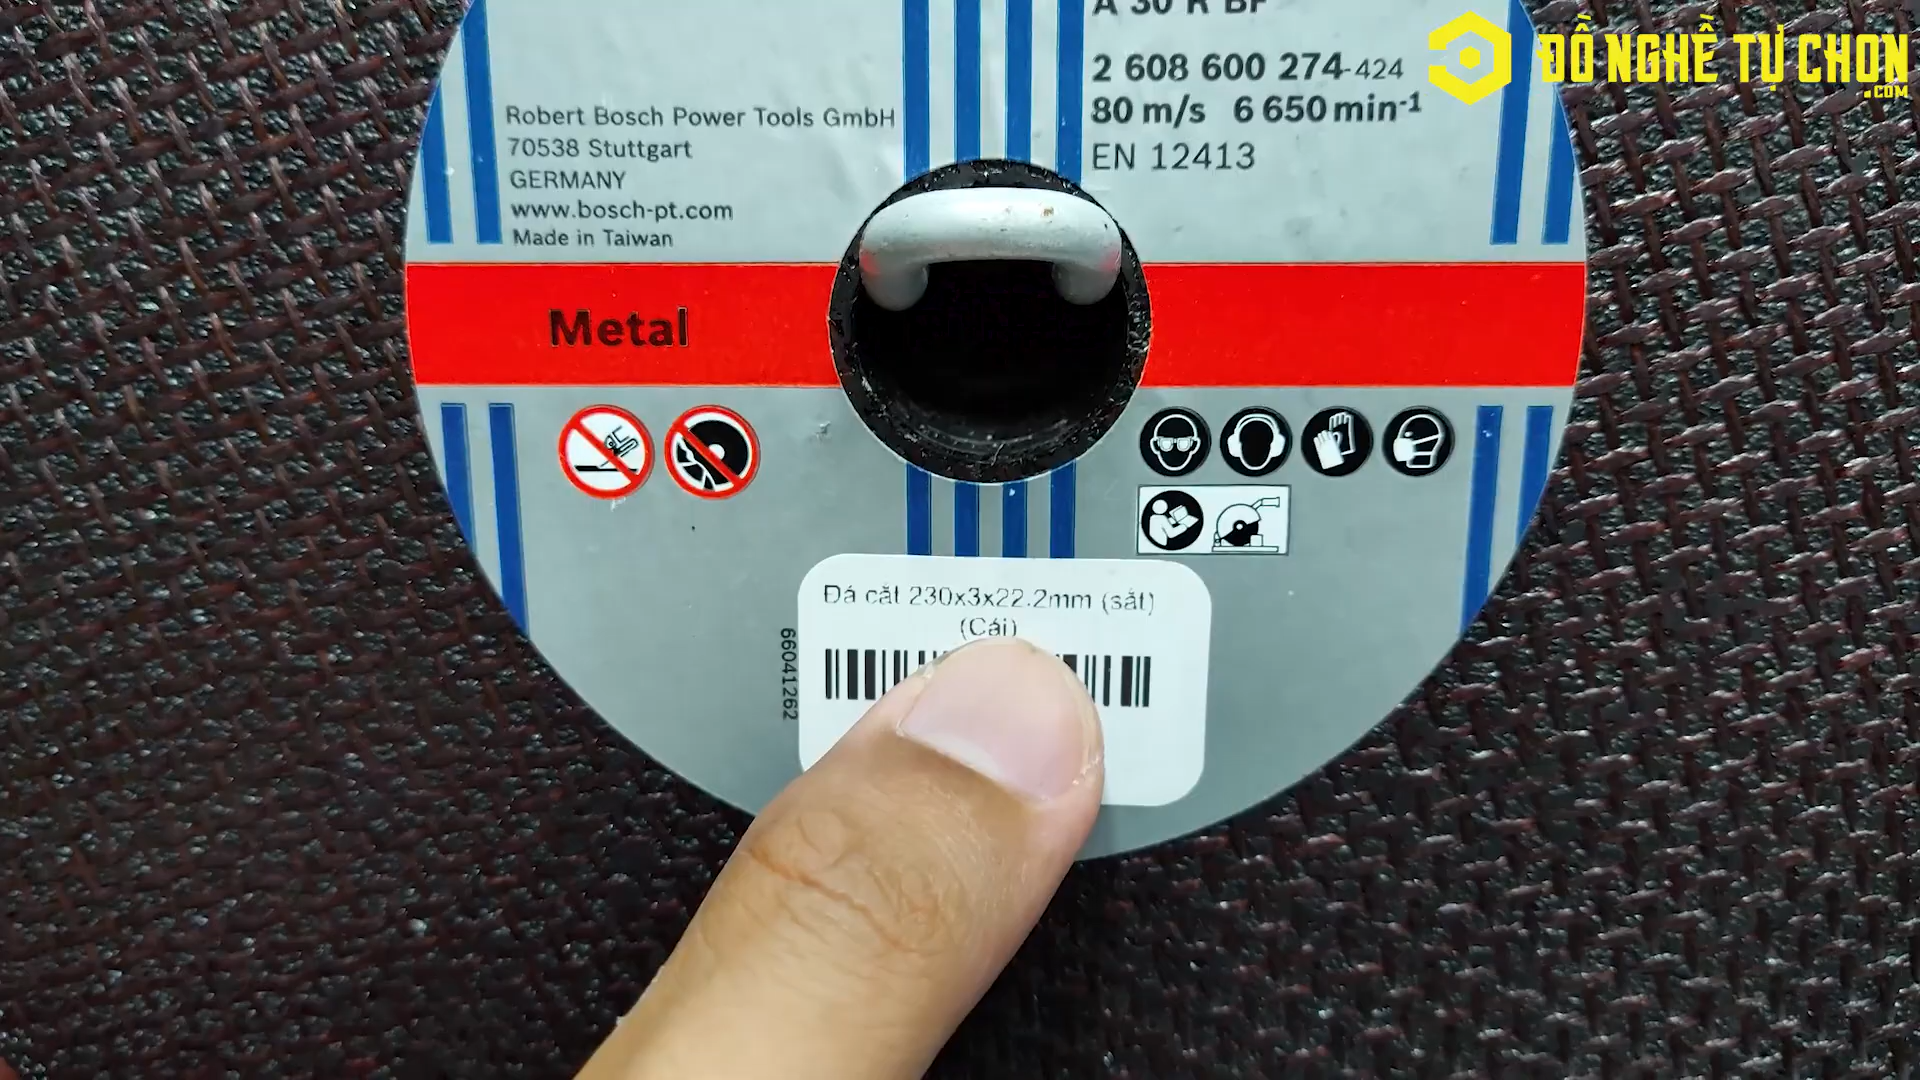 A 30 R BF
2 608 600 274-424
80 m/s 6 650 min-1
EN 12413
ĐỒ NGHỀ TỰ CHỌN
.COM
Robert Bosch Power Tools GmbH
70538 Stuttgart
GERMANY
www.bosch-pt.com
Made in Taiwan
Metal
Đá cắt 230x3x22.2mm (sắt)
(Cái)
66041262